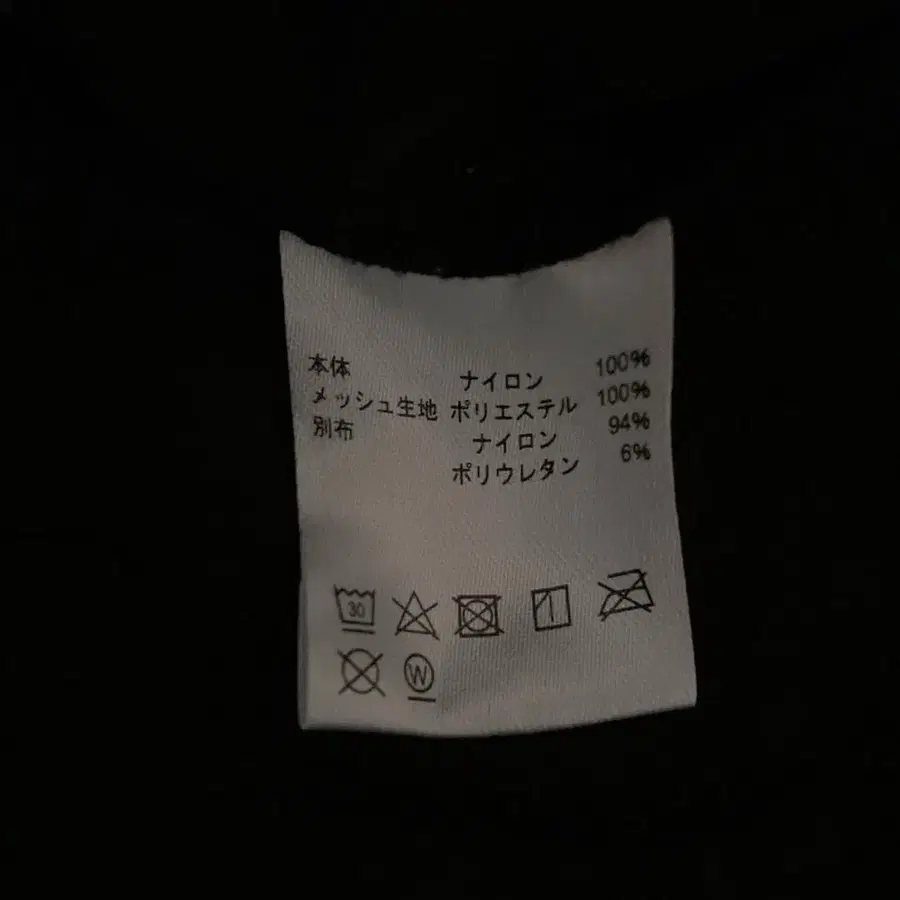 本体 ナイロン 100%
メッシュ生地 ポリエステル 100%
別布 ナイロン 94%
ポリウレタン 6%
30
W